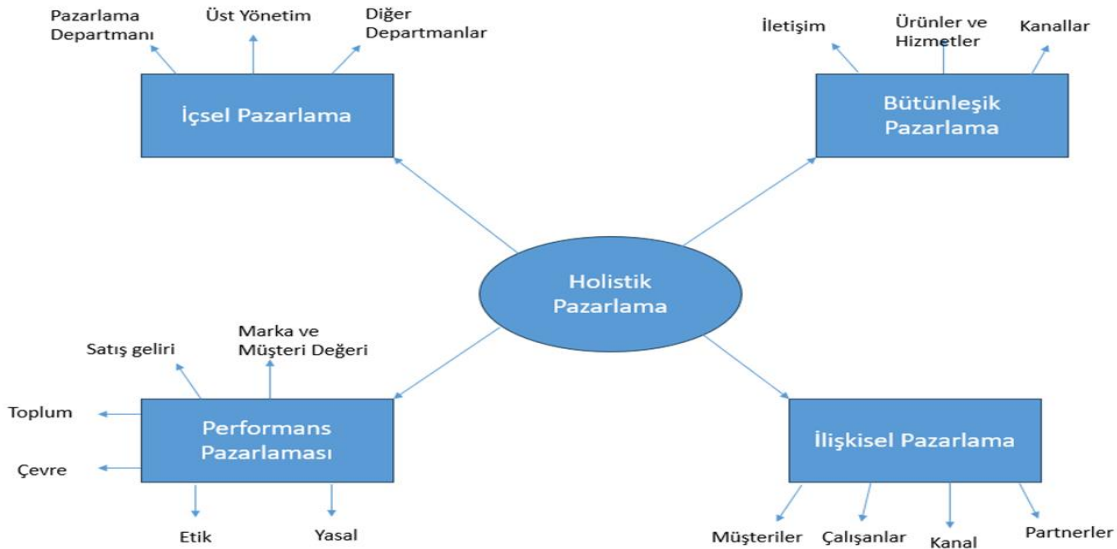 Pazarlama
Departmanı
Üst Yönetim
Diğer
Departmanlar
İçsel Pazarlama
İletişim
Ürünler ve
Hizmetler
Kanallar
Bütünleşik
Pazarlama
Holistik
Pazarlama
Satış geliri
Marka ve
Müşteri Değeri
Toplum
Çevre
Performans
Pazarlaması
Etik
Yasal
İlişkisel Pazarlama
Müşteriler
Çalışanlar
Kanal
Partnerler